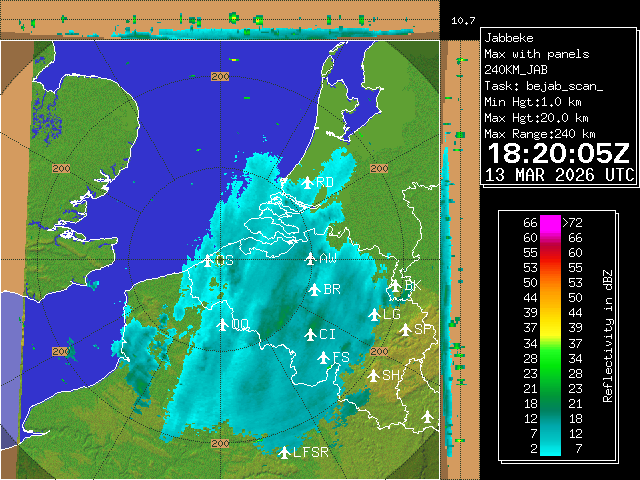 10.7
Jabbeke
Max with panels
240KM_JAB
Task: bejab_scan_
Min Hgt:1.0 km
Max Hgt:20.0 km
Max Range:240 km
18:20:05Z
13 MAR 2026 UTC
200
200
200
RD
OS
AW
BR
BK
LG
OO
CI
SP
FS
200
200
SH
200
LFSR
66 >72
60 66
55 60
53 55
50 53
44 50
39 44
37 39
34 37
28 34
24 28
21 24
18 21
12 18
7 12
2 7
Reflectivity in dBZ